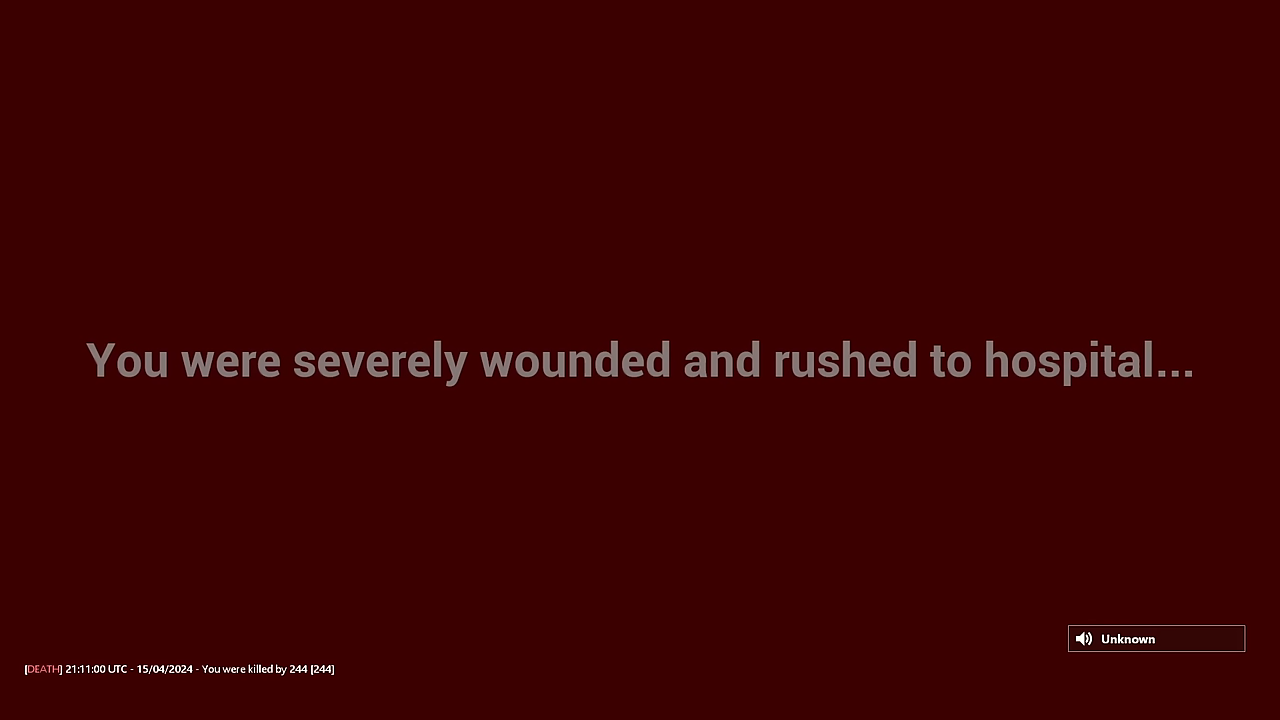 You were severely wounded and rushed to hospital...
Unknown
[DEATH] 21:11:00 UTC - 15/04/2024 - You were killed by 244 [244]